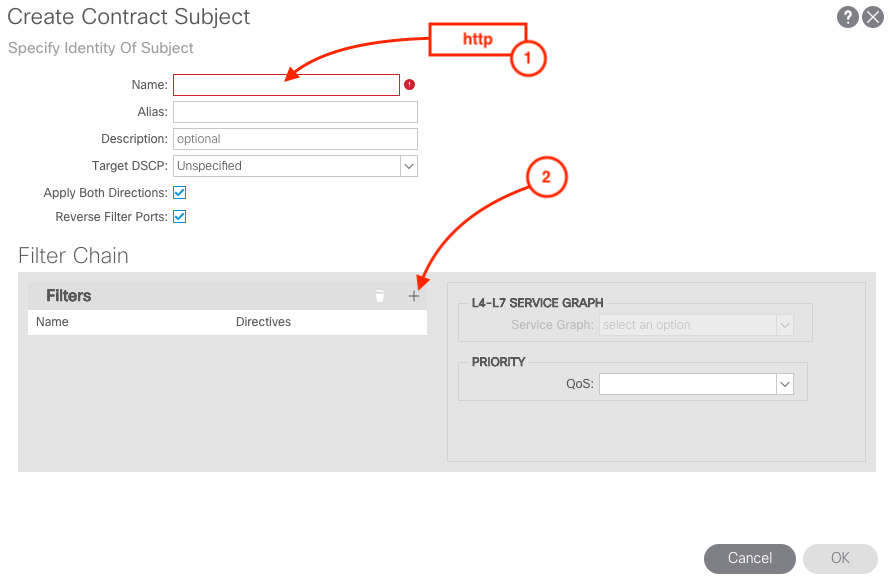 Create Contract Subject
Specify Identity Of Subject
http
1
Name:
Alias:
Description: optional
Target DSCP: Unspecified
Apply Both Directions:
Reverse Filter Ports:
2
Filter Chain
Filters
Name Directives
L4-L7 SERVICE GRAPH
Service Graph: select an option
PRIORITY
QoS:
Cancel OK